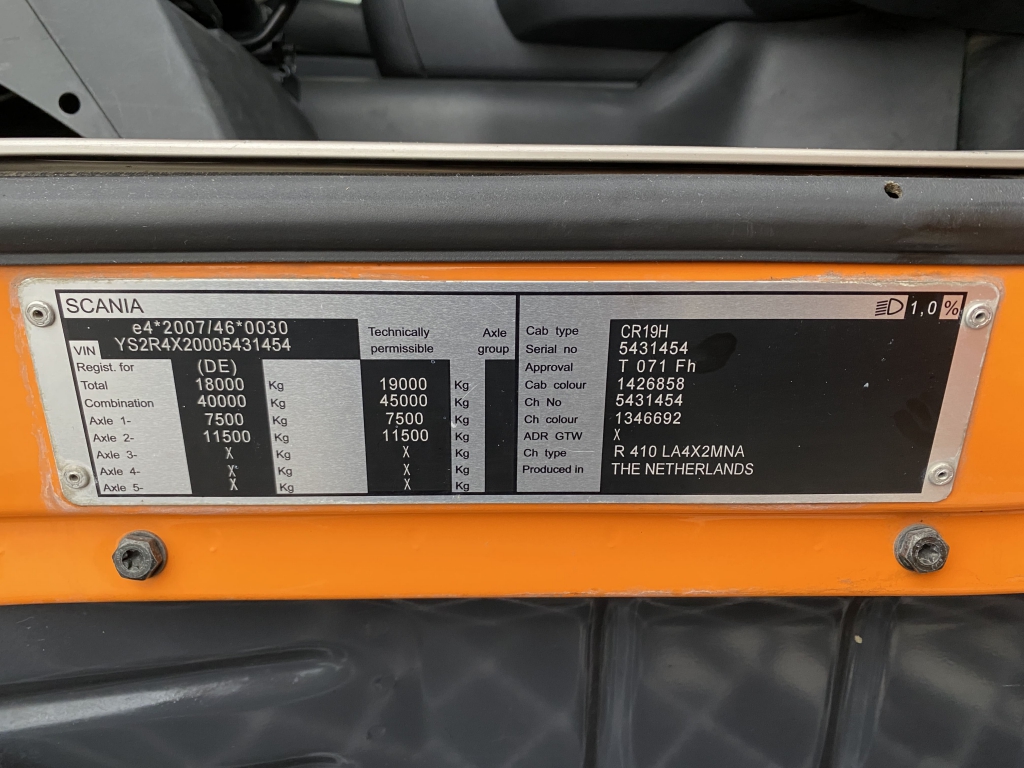 SCANIA
1,0 %
e4*2007/46*0030
VIN YS2R4X20005431454
Technically permissible
Axle group
Regist. for (DE)
Total 18000 Kg 19000 Kg
Combination 40000 Kg 45000 Kg
Axle 1- 7500 Kg 7500 Kg
Axle 2- 11500 Kg 11500 Kg
Axle 3- X Kg X Kg
Axle 4- X Kg X Kg
Axle 5- X Kg X Kg
Cab type CR19H
Serial no 5431454
Approval T 071 Fh
Cab colour 1426858
Ch No 5431454
Ch colour 1346692
ADR GTW X
Ch type R 410 LA4X2MNA
Produced in THE NETHERLANDS